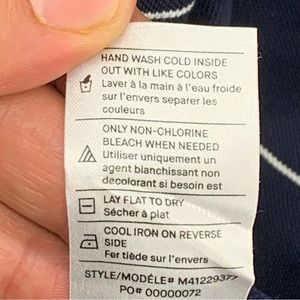 HAND WASH COLD INSIDE
OUT WITH LIKE COLORS
Laver à la main à l'eau froide
sur l'envers separer les
couleurs
ONLY NON-CHLORINE
BLEACH WHEN NEEDED
Utiliser uniquement un
agent blanchissant non
decolorant si besoin est
LAY FLAT TO DRY
Sécher à plat
COOL IRON ON REVERSE
SIDE
Fer tiède sur l'envers
STYLE/MODÉLE# M41229377
PO# 00000072